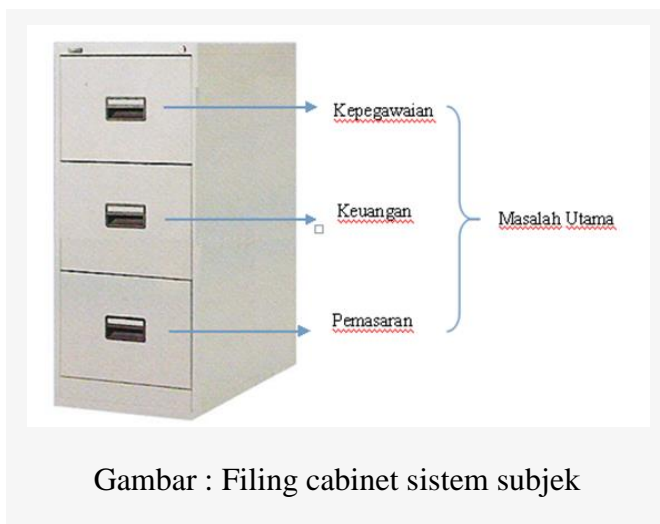 Kepegawaian
Keuangan
Masalah Utama
Pemasaran
Gambar : Filing cabinet sistem subjek